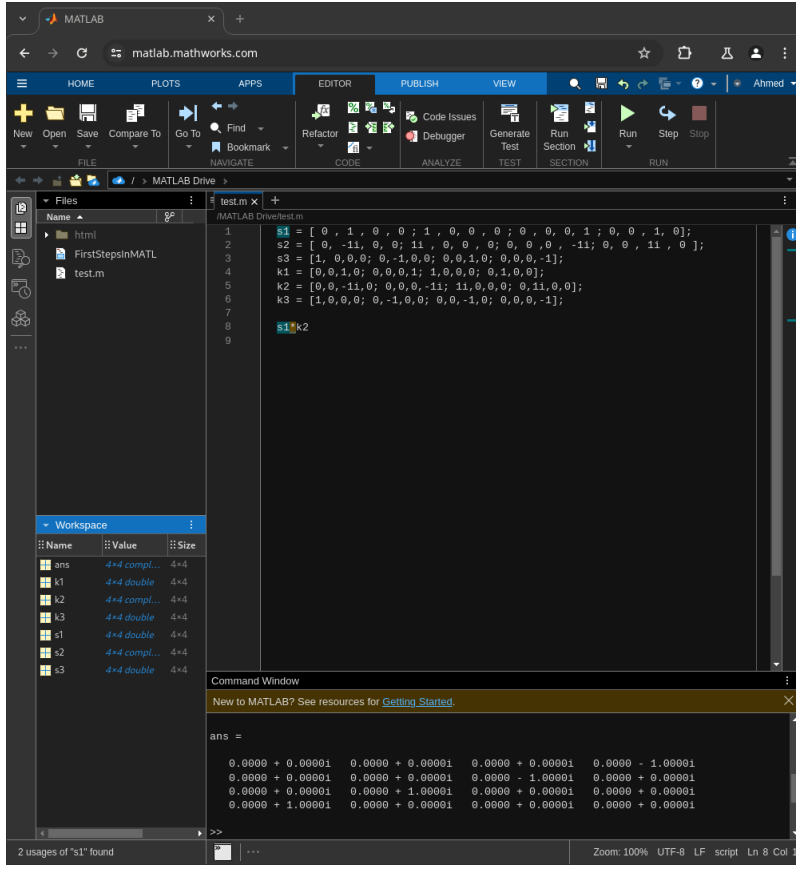 MATLAB
matlab.mathworks.com
HOME PLOTS APPS EDITOR PUBLISH VIEW Ahmed
New Open Save Compare To Go To Find Bookmark Refactor Code Issues Debugger Generate Test Run Section Run Step Stop
FILE NAVIGATE CODE ANALYZE TEST SECTION RUN
/ > MATLAB Drive >
Files
Name
html
FirstStepsInMATL
test.m
test.m
/MATLAB Drive/test.m
1 s1 = [ 0 , 1 , 0 , 0 ; 1 , 0, 0 , 0 ; 0 , 0, 0, 1 ; 0, 0 , 1, 0];
2 s2 = [ 0, -1i, 0, 0; 1i , 0, 0 , 0; 0, 0 ,0 , -1i; 0, 0 , 1i , 0 ];
3 s3 = [1, 0,0,0; 0,-1,0,0; 0,0,1,0; 0,0,0,-1];
4 k1 = [0,0,1,0; 0,0,0,1; 1,0,0,0; 0,1,0,0];
5 k2 = [0,0,-1i,0; 0,0,0,-1i; 1i,0,0,0; 0,1i,0,0];
6 k3 = [1,0,0,0; 0,-1,0,0; 0,0,-1,0; 0,0,0,-1];
7
8 s1*k2
9
Workspace
Name Value Size
ans 4×4 compl... 4×4
k1 4×4 double 4×4
k2 4×4 compl... 4×4
k3 4×4 double 4×4
s1 4×4 double 4×4
s2 4×4 compl... 4×4
s3 4×4 double 4×4
Command Window
New to MATLAB? See resources for Getting Started.
ans =
0.0000 + 0.0000i 0.0000 + 0.0000i 0.0000 + 0.0000i 0.0000 - 1.0000i
0.0000 + 0.0000i 0.0000 + 0.0000i 0.0000 - 1.0000i 0.0000 + 0.0000i
0.0000 + 0.0000i 0.0000 + 1.0000i 0.0000 + 0.0000i 0.0000 + 0.0000i
0.0000 + 1.0000i 0.0000 + 0.0000i 0.0000 + 0.0000i 0.0000 + 0.0000i
>>
2 usages of "s1" found Zoom: 100% UTF-8 LF script Ln 8 Col 1